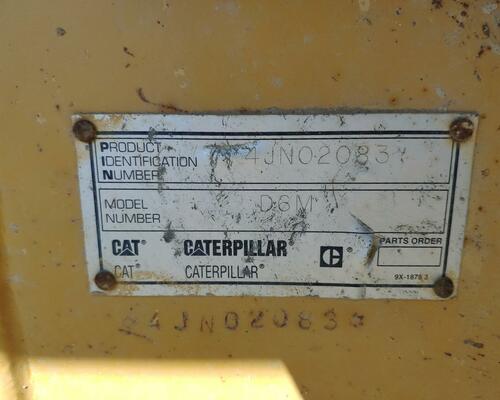 PRODUCT
IDENTIFICATION
NUMBER
4JN02083
MODEL
NUMBER
D6M
CAT® CATERPILLAR® C®
PARTS ORDER
CAT® CATERPILLAR®
4JN02083